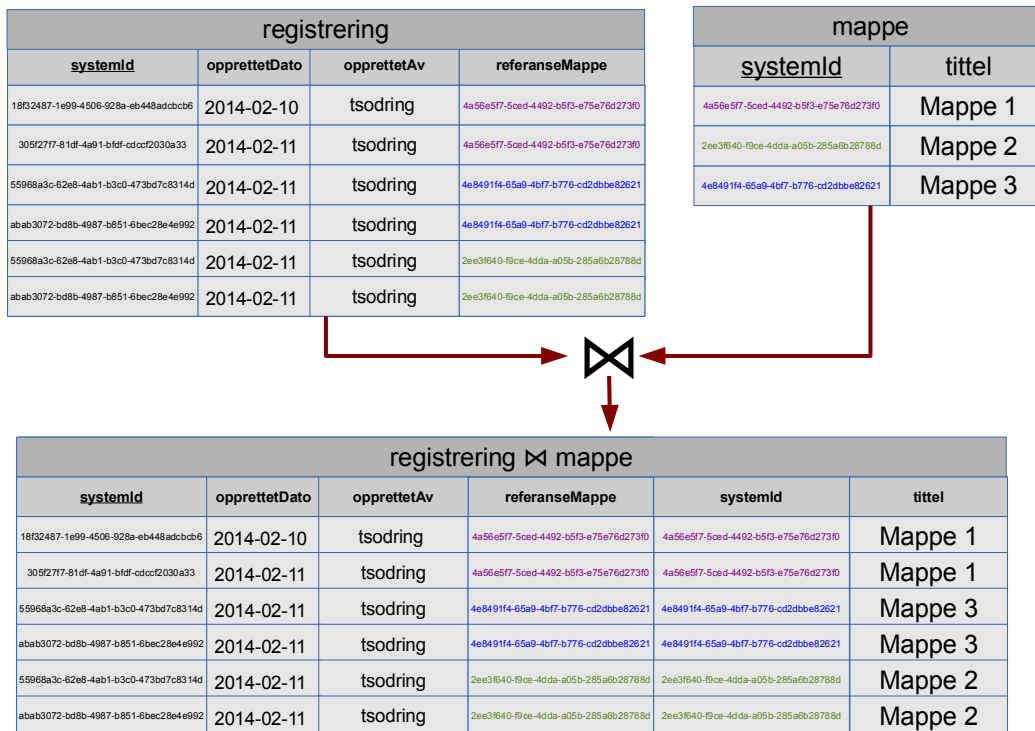 registrering
systemId opprettetDato opprettetAv referanseMappe
18f32487-1e99-4506-928a-eb448adcbcb6 2014-02-10 tsodring 4a56e5f7-5ced-4492-b5f3-e75e76d273f0
305f27f7-81df-4a91-bfdf-cdccf2030a33 2014-02-11 tsodring 4a56e5f7-5ced-4492-b5f3-e75e76d273f0
55968a3c-62e8-4ab1-b3c0-473bd7c8314d 2014-02-11 tsodring 4e8491f4-65a9-4bf7-b776-cd2dbbe82621
abab3072-bd8b-4987-b851-6bec28e4e992 2014-02-11 tsodring 4e8491f4-65a9-4bf7-b776-cd2dbbe82621
55968a3c-62e8-4ab1-b3c0-473bd7c8314d 2014-02-11 tsodring 2ee3f640-f9ce-4dda-a05b-285a6b28788d
abab3072-bd8b-4987-b851-6bec28e4e992 2014-02-11 tsodring 2ee3f640-f9ce-4dda-a05b-285a6b28788d
mappe
systemId tittel
4a56e5f7-5ced-4492-b5f3-e75e76d273f0 Mappe 1
2ee3f640-f9ce-4dda-a05b-285a6b28788d Mappe 2
4e8491f4-65a9-4bf7-b776-cd2dbbe82621 Mappe 3
⋈
registrering ⋈ mappe
systemId opprettetDato opprettetAv referanseMappe systemId tittel
18f32487-1e99-4506-928a-eb448adcbcb6 2014-02-10 tsodring 4a56e5f7-5ced-4492-b5f3-e75e76d273f0 4a56e5f7-5ced-4492-b5f3-e75e76d273f0 Mappe 1
305f27f7-81df-4a91-bfdf-cdccf2030a33 2014-02-11 tsodring 4a56e5f7-5ced-4492-b5f3-e75e76d273f0 4a56e5f7-5ced-4492-b5f3-e75e76d273f0 Mappe 1
55968a3c-62e8-4ab1-b3c0-473bd7c8314d 2014-02-11 tsodring 4e8491f4-65a9-4bf7-b776-cd2dbbe82621 4e8491f4-65a9-4bf7-b776-cd2dbbe82621 Mappe 3
abab3072-bd8b-4987-b851-6bec28e4e992 2014-02-11 tsodring 4e8491f4-65a9-4bf7-b776-cd2dbbe82621 4e8491f4-65a9-4bf7-b776-cd2dbbe82621 Mappe 3
55968a3c-62e8-4ab1-b3c0-473bd7c8314d 2014-02-11 tsodring 2ee3f640-f9ce-4dda-a05b-285a6b28788d 2ee3f640-f9ce-4dda-a05b-285a6b28788d Mappe 2
abab3072-bd8b-4987-b851-6bec28e4e992 2014-02-11 tsodring 2ee3f640-f9ce-4dda-a05b-285a6b28788d 2ee3f640-f9ce-4dda-a05b-285a6b28788d Mappe 2